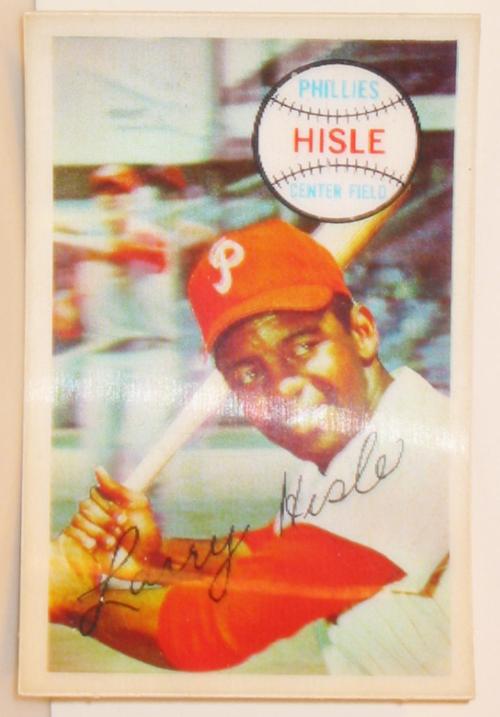 PHILLIES
HISLE
CENTER FIELD
P
Larry Hisle